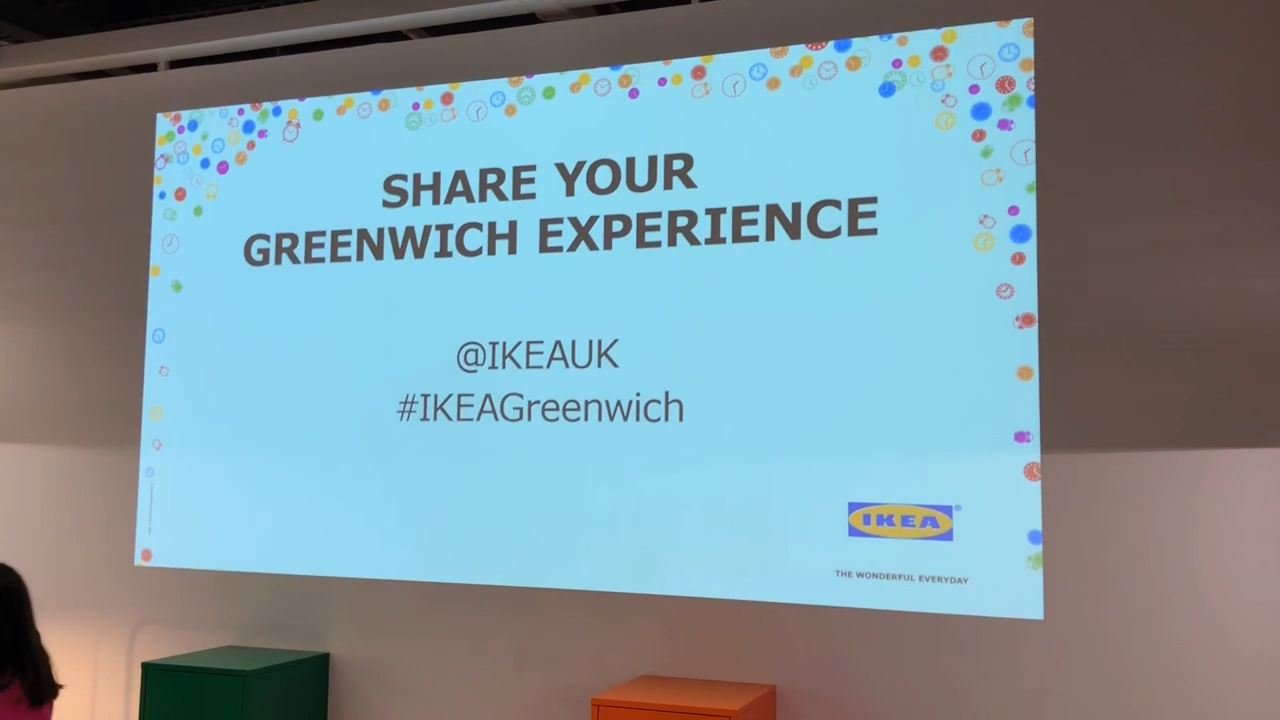 SHARE YOUR
GREENWICH EXPERIENCE
@IKEAUK
#IKEAGreenwich
IKEA®
THE WONDERFUL EVERYDAY